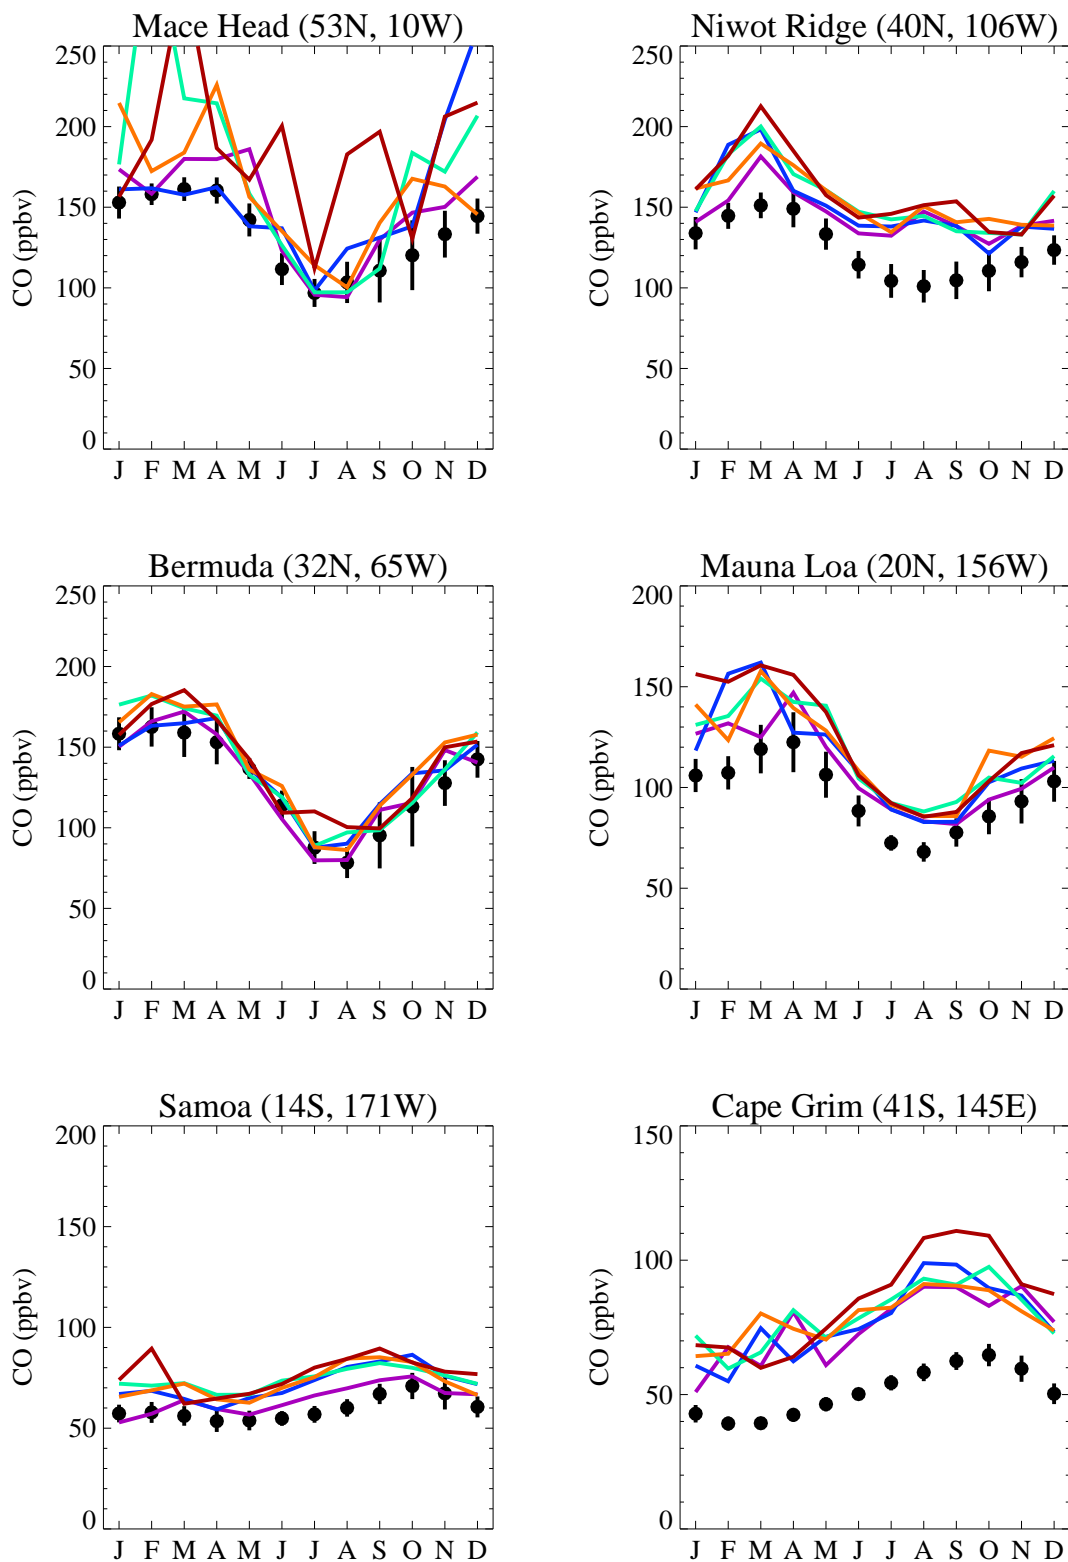 Mace Head (53N, 10W)
250
200
150
100
50
0
CO (ppbv)
J F M A M J J A S O N D
Niwot Ridge (40N, 106W)
250
200
150
100
50
0
CO (ppbv)
J F M A M J J A S O N D
Bermuda (32N, 65W)
250
200
150
100
50
0
CO (ppbv)
J F M A M J J A S O N D
Mauna Loa (20N, 156W)
200
150
100
50
0
CO (ppbv)
J F M A M J J A S O N D
Samoa (14S, 171W)
200
150
100
50
0
CO (ppbv)
J F M A M J J A S O N D
Cape Grim (41S, 145E)
150
100
50
0
CO (ppbv)
J F M A M J J A S O N D